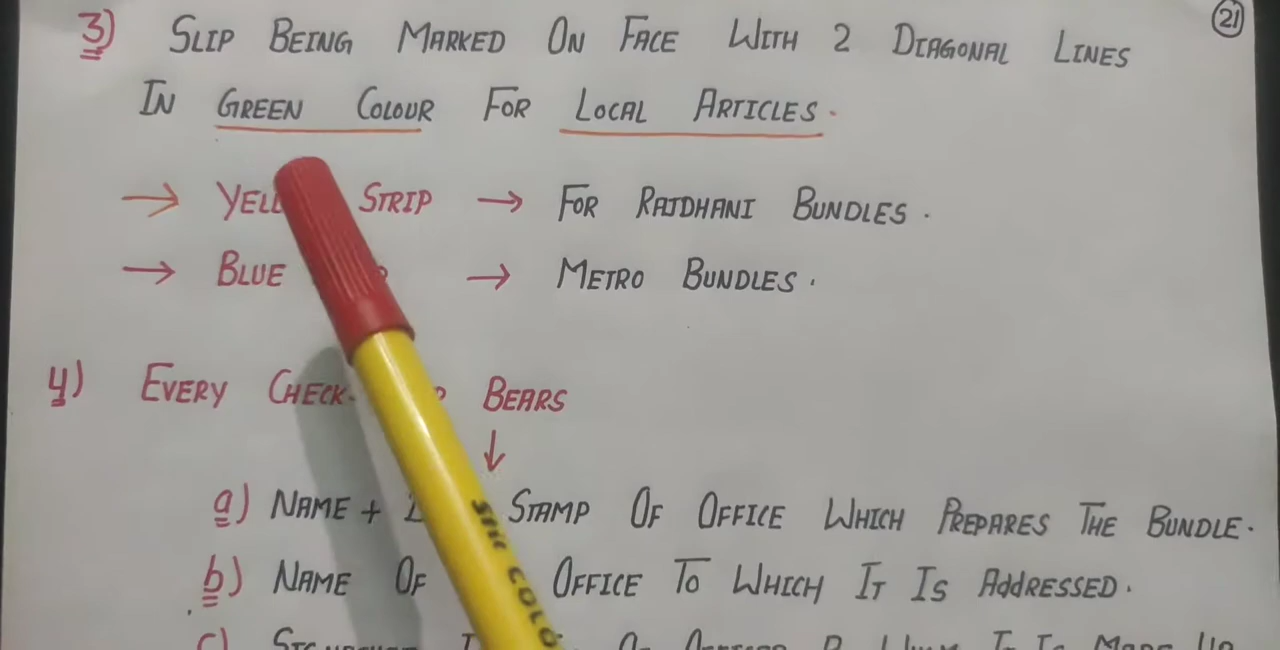 21
3) SLIP BEING MARKED ON FACE WITH 2 DIAGONAL LINES
IN GREEN COLOUR FOR LOCAL ARTICLES.
→ STRIP → FOR RAJDHANI BUNDLES.
→ BLUE → METRO BUNDLES.
4) EVERY CHECK BEARS
↓
a) NAME + STAMP OF OFFICE WHICH PREPARES THE BUNDLE.
b) NAME OF OFFICE TO WHICH IT IS ADDRESSED.
c)
Stic COLO